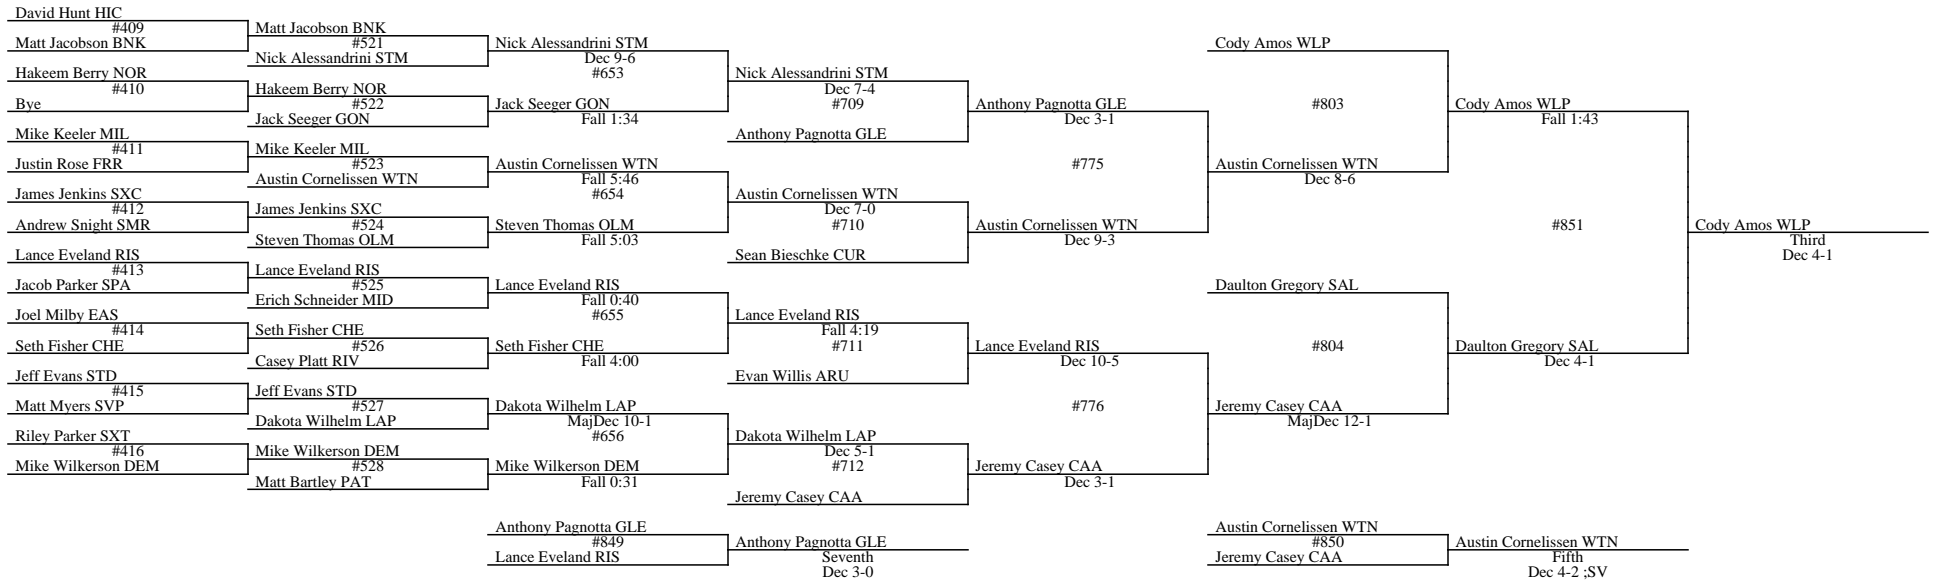 David Hunt HIC
#409
Matt Jacobson BNK
Hakeem Berry NOR
#410
Bye
Mike Keeler MIL
#411
Justin Rose FRR
James Jenkins SXC
#412
Andrew Snight SMR
Lance Eveland RIS
#413
Jacob Parker SPA
Joel Milby EAS
#414
Seth Fisher CHE
Jeff Evans STD
#415
Matt Myers SVP
Riley Parker SXT
#416
Mike Wilkerson DEM
Matt Jacobson BNK
#521
Nick Alessandrini STM
Hakeem Berry NOR
#522
Jack Seeger GON
Mike Keeler MIL
#523
Austin Cornelissen WTN
James Jenkins SXC
#524
Steven Thomas OLM
Lance Eveland RIS
#525
Erich Schneider MID
Seth Fisher CHE
#526
Casey Platt RIV
Jeff Evans STD
#527
Dakota Wilhelm LAP
Mike Wilkerson DEM
#528
Matt Bartley PAT
Nick Alessandrini STM
Dec 9-6
#653
Jack Seeger GON
Fall 1:34
Austin Cornelissen WTN
Fall 5:46
#654
Steven Thomas OLM
Fall 5:03
Lance Eveland RIS
Fall 0:40
#655
Seth Fisher CHE
Fall 4:00
Dakota Wilhelm LAP
MajDec 10-1
#656
Mike Wilkerson DEM
Fall 0:31
Nick Alessandrini STM
Dec 7-4
#709
Anthony Pagnotta GLE
Austin Cornelissen WTN
Dec 7-0
#710
Sean Bieschke CUR
Lance Eveland RIS
Fall 4:19
#711
Evan Willis ARU
Dakota Wilhelm LAP
Dec 5-1
#712
Jeremy Casey CAA
Anthony Pagnotta GLE
Dec 3-1
#775
Austin Cornelissen WTN
Dec 9-3
Lance Eveland RIS
Dec 10-5
#776
Jeremy Casey CAA
Dec 3-1
Cody Amos WLP
#803
Austin Cornelissen WTN
Dec 8-6
Daulton Gregory SAL
#804
Jeremy Casey CAA
MajDec 12-1
Cody Amos WLP
Fall 1:43
#851
Daulton Gregory SAL
Dec 4-1
Cody Amos WLP
Third
Dec 4-1
Anthony Pagnotta GLE
#849
Lance Eveland RIS
Anthony Pagnotta GLE
Seventh
Dec 3-0
Austin Cornelissen WTN
#850
Jeremy Casey CAA
Austin Cornelissen WTN
Fifth
Dec 4-2 ;SV